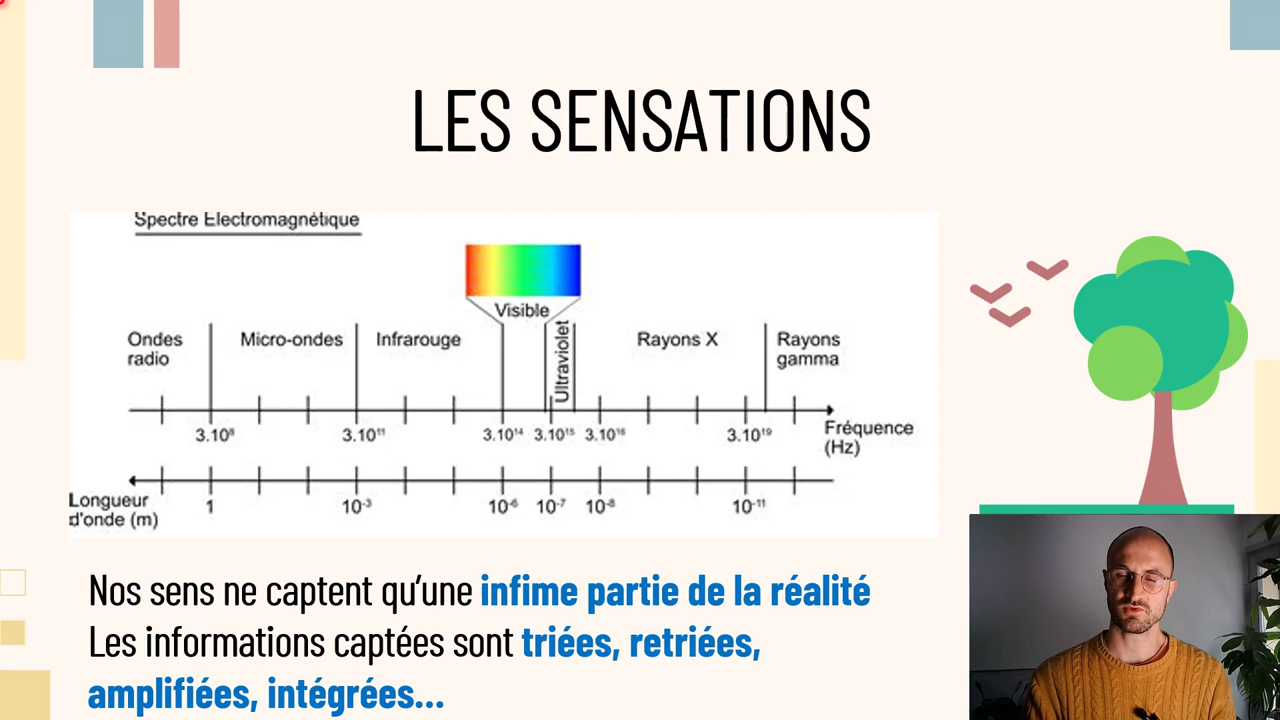 LES SENSATIONS
Spectre Electromagnétique
Visible
Ondes
radio
Micro-ondes
Infrarouge
Ultraviolet
Rayons X
Rayons
gamma
3.10⁸
3.10¹¹
3.10¹⁴
3.10¹⁵
3.10¹⁶
3.10¹⁹
Fréquence
(Hz)
Longueur
d'onde (m)
1
10⁻³
10⁻⁶
10⁻⁷
10⁻⁸
10⁻¹¹
Nos sens ne captent qu’une infime partie de la réalité
Les informations captées sont triées, retriées,
amplifiées, intégrées...